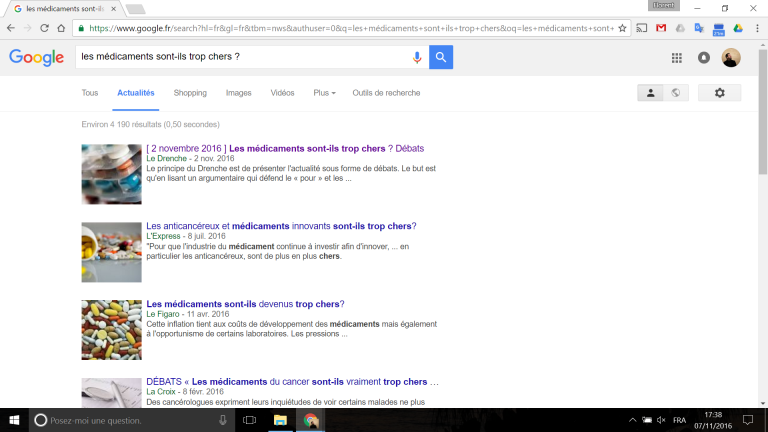 les médicaments sont-ils
Florent
https://www.google.fr/search?hl=fr&gl=fr&tbm=nws&authuser=0&q=les+médicaments+sont+ils+trop+chers&oq=les+médicaments+sont+
Google
les médicaments sont-ils trop chers ?
Tous Actualités Shopping Images Vidéos Plus Outils de recherche
Environ 4 190 résultats (0,50 secondes)
[ 2 novembre 2016 ] Les médicaments sont-ils trop chers ? Débats
Le Drenche - 2 nov. 2016
Le principe du Drenche est de présenter l'actualité sous forme de débats. Le but est
qu'en lisant un argumentaire qui défend le « pour » et les ...
Les anticancéreux et médicaments innovants sont-ils trop chers?
L'Express - 8 juil. 2016
"Pour que l'industrie du médicament continue à investir afin d'innover, ... en
particulier les anticancéreux, sont de plus en plus chers.
Les médicaments sont-ils devenus trop chers?
Le Figaro - 11 avr. 2016
Cette inflation tient aux coûts de développement des médicaments mais également
à l'opportunisme de certains laboratoires. Les pressions ...
DÉBATS « Les médicaments du cancer sont-ils vraiment trop chers ...
La Croix - 8 févr. 2016
Des cancérologues expriment leurs inquiétudes de voir certains malades ne plus
Posez-moi une question.
FRA
17:38
07/11/2016